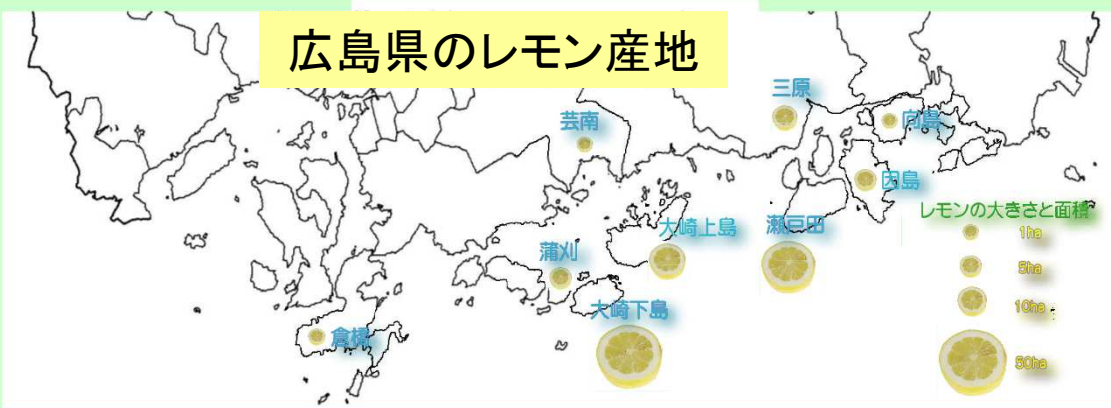 広島県のレモン産地
三原
芸南
向島
因島
レモンの大きさと面積
大崎上島
瀬戸田
1ha
蒲刈
5ha
大崎下島
10ha
倉橋
50ha